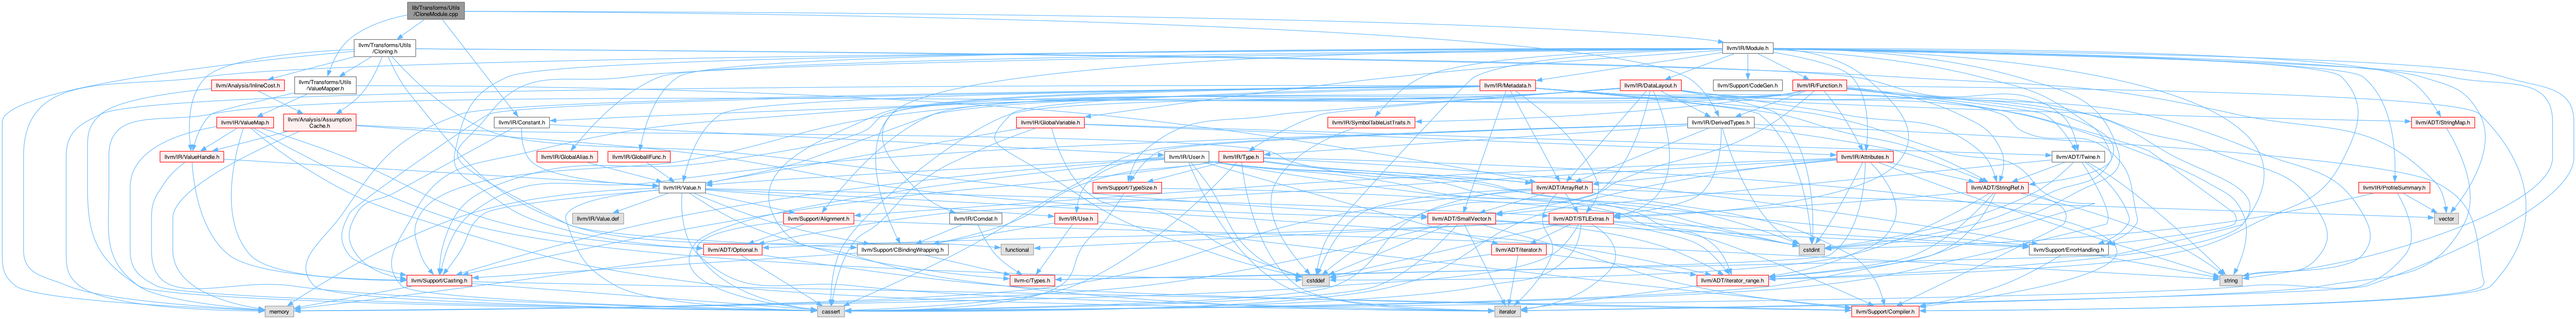 lib/Transforms/Utils
/CloneModule.cpp
llvm/Transforms/Utils
/Cloning.h
llvm/IR/Module.h
llvm/Analysis/InlineCost.h
llvm/Transforms/Utils
/ValueMapper.h
llvm/IR/Metadata.h
llvm/IR/DataLayout.h
llvm/Support/CodeGen.h
llvm/IR/Function.h
llvm/IR/ValueMap.h
llvm/Analysis/Assumption
Cache.h
llvm/IR/Constant.h
llvm/IR/GlobalVariable.h
llvm/IR/SymbolTableListTraits.h
llvm/IR/DerivedTypes.h
llvm/ADT/StringMap.h
llvm/IR/ValueHandle.h
llvm/IR/GlobalAlias.h
llvm/IR/GlobalIFunc.h
llvm/IR/User.h
llvm/IR/Type.h
llvm/IR/Attributes.h
llvm/ADT/Twine.h
llvm/IR/Value.h
llvm/Support/TypeSize.h
llvm/ADT/ArrayRef.h
llvm/ADT/StringRef.h
llvm/IR/ProfileSummary.h
llvm/IR/Value.def
llvm/Support/Alignment.h
llvm/IR/Comdat.h
llvm/IR/Use.h
llvm/ADT/SmallVector.h
llvm/ADT/STLExtras.h
vector
llvm/ADT/Optional.h
llvm/Support/CBindingWrapping.h
functional
llvm/ADT/iterator.h
cstdint
llvm/Support/ErrorHandling.h
llvm/Support/Casting.h
llvm-c/Types.h
cstddef
llvm/ADT/iterator_range.h
string
memory
cassert
iterator
llvm/Support/Compiler.h